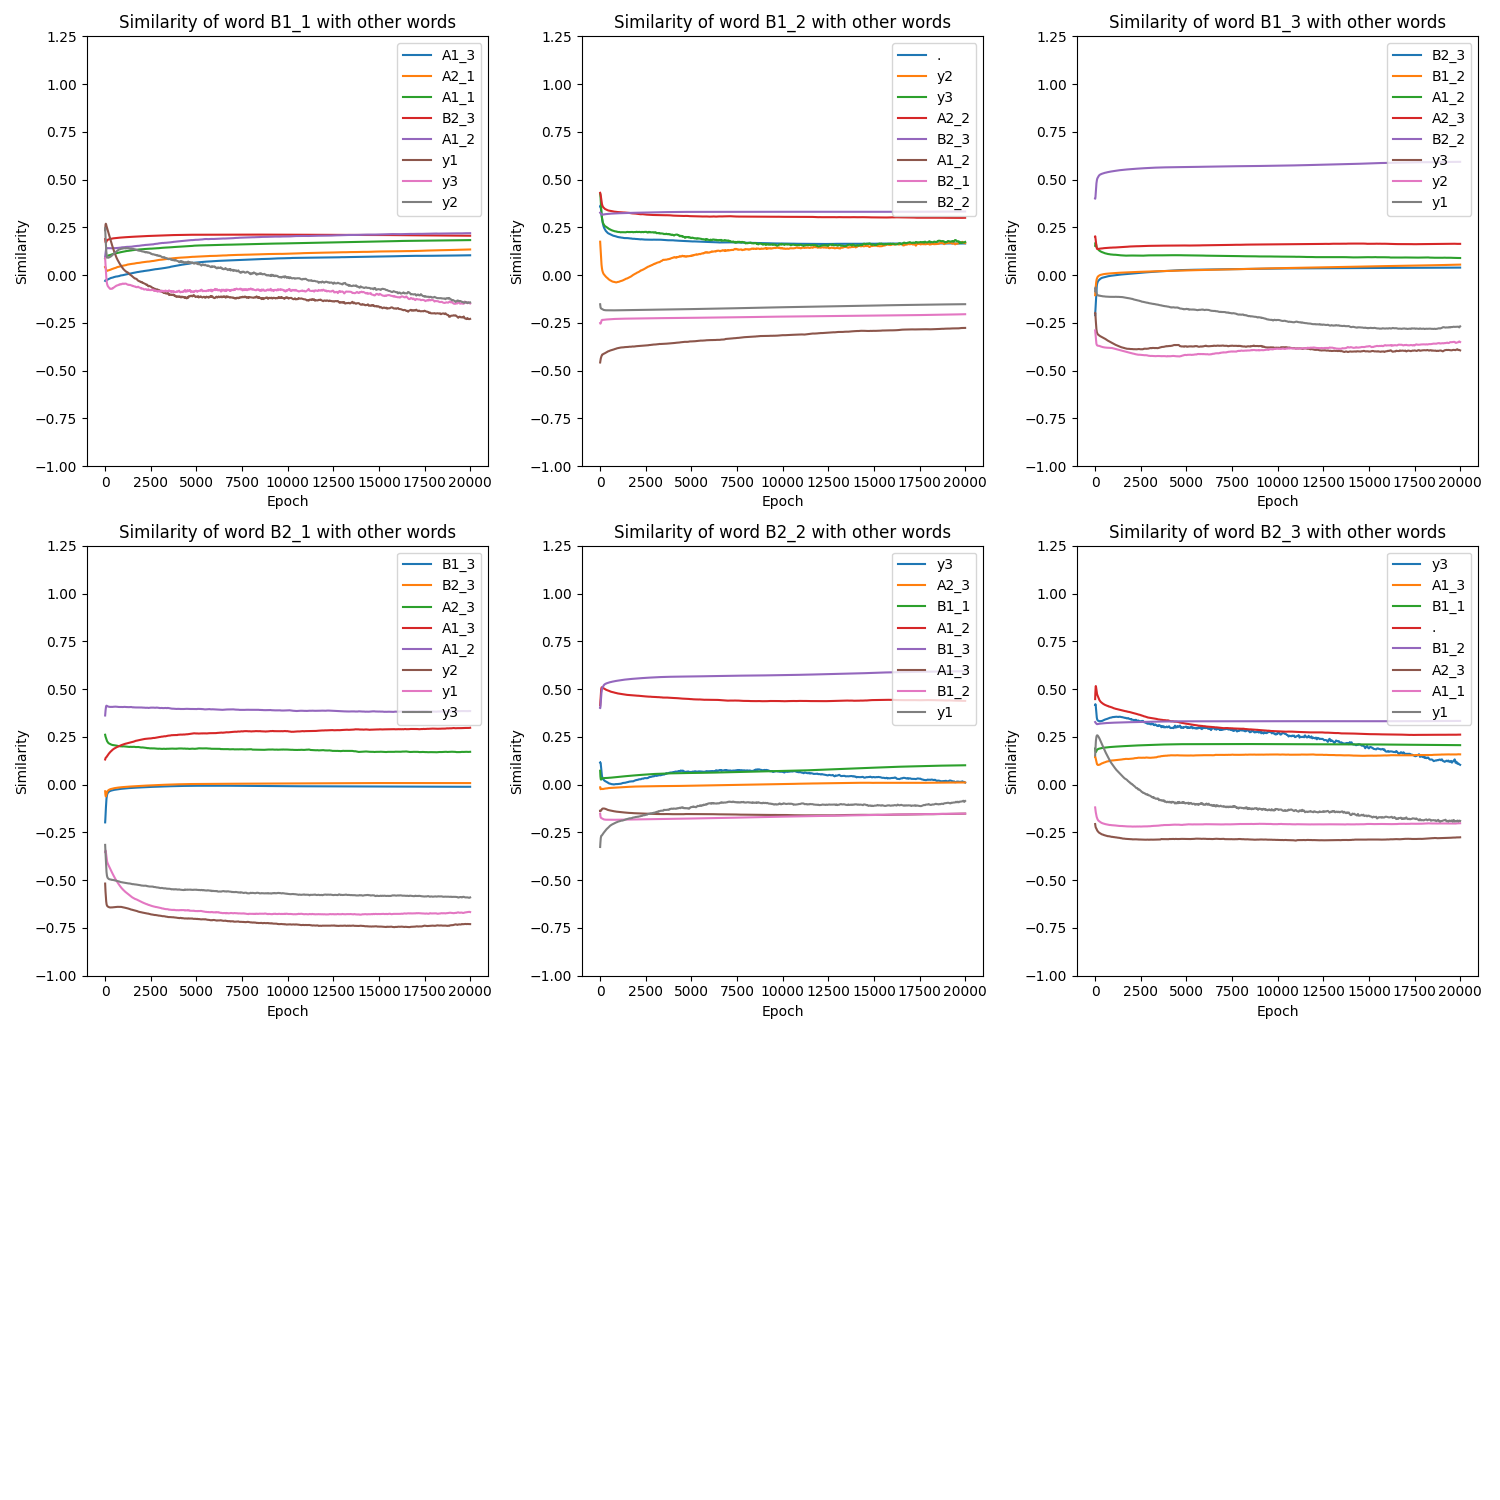 Similarity of word B1_1 with other words
1.25
1.00
0.75
0.50
0.25
0.00
−0.25
−0.50
−0.75
−1.00
Similarity
0 2500 5000 7500 10000 12500 15000 17500 20000
Epoch
A1_3
A2_1
A1_1
B2_3
A1_2
y1
y3
y2
Similarity of word B1_2 with other words
1.25
1.00
0.75
0.50
0.25
0.00
−0.25
−0.50
−0.75
−1.00
Similarity
0 2500 5000 7500 10000 12500 15000 17500 20000
Epoch
.
y2
y3
A2_2
B2_3
A1_2
B2_1
B2_2
Similarity of word B1_3 with other words
1.25
1.00
0.75
0.50
0.25
0.00
−0.25
−0.50
−0.75
−1.00
Similarity
0 2500 5000 7500 10000 12500 15000 17500 20000
Epoch
B2_3
B1_2
A1_2
A2_3
B2_2
y3
y2
y1
Similarity of word B2_1 with other words
1.25
1.00
0.75
0.50
0.25
0.00
−0.25
−0.50
−0.75
−1.00
Similarity
0 2500 5000 7500 10000 12500 15000 17500 20000
Epoch
B1_3
B2_3
A2_3
A1_3
A1_2
y2
y1
y3
Similarity of word B2_2 with other words
1.25
1.00
0.75
0.50
0.25
0.00
−0.25
−0.50
−0.75
−1.00
Similarity
0 2500 5000 7500 10000 12500 15000 17500 20000
Epoch
y3
A2_3
B1_1
A1_2
B1_3
A1_3
B1_2
y1
Similarity of word B2_3 with other words
1.25
1.00
0.75
0.50
0.25
0.00
−0.25
−0.50
−0.75
−1.00
Similarity
0 2500 5000 7500 10000 12500 15000 17500 20000
Epoch
y3
A1_3
B1_1
.
B1_2
A2_3
A1_1
y1